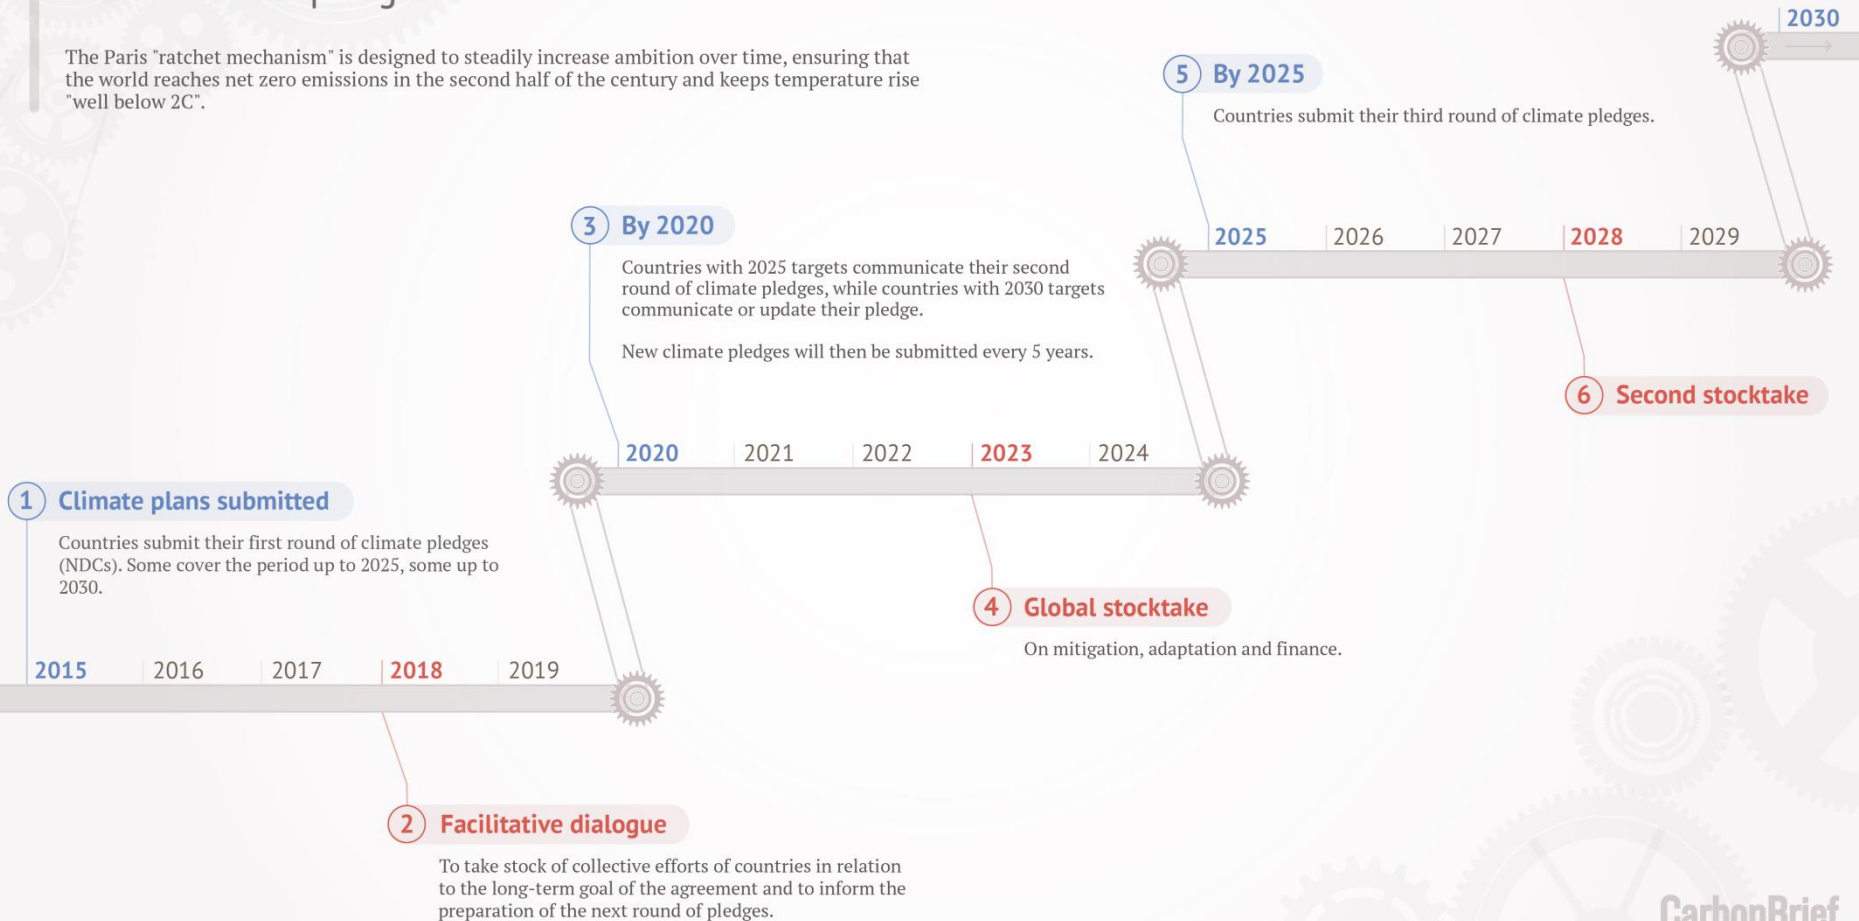 The Paris "ratchet mechanism" is designed to steadily increase ambition over time, ensuring that
the world reaches net zero emissions in the second half of the century and keeps temperature rise
"well below 2C".
1 Climate plans submitted
Countries submit their first round of climate pledges
(NDCs). Some cover the period up to 2025, some up to
2030.
2015 2016 2017 2018 2019
2 Facilitative dialogue
To take stock of collective efforts of countries in relation
to the long-term goal of the agreement and to inform the
preparation of the next round of pledges.
3 By 2020
Countries with 2025 targets communicate their second
round of climate pledges, while countries with 2030 targets
communicate or update their pledge.
New climate pledges will then be submitted every 5 years.
2020 2021 2022 2023 2024
4 Global stocktake
On mitigation, adaptation and finance.
5 By 2025
Countries submit their third round of climate pledges.
2025 2026 2027 2028 2029
6 Second stocktake
2030
CarbonBrief